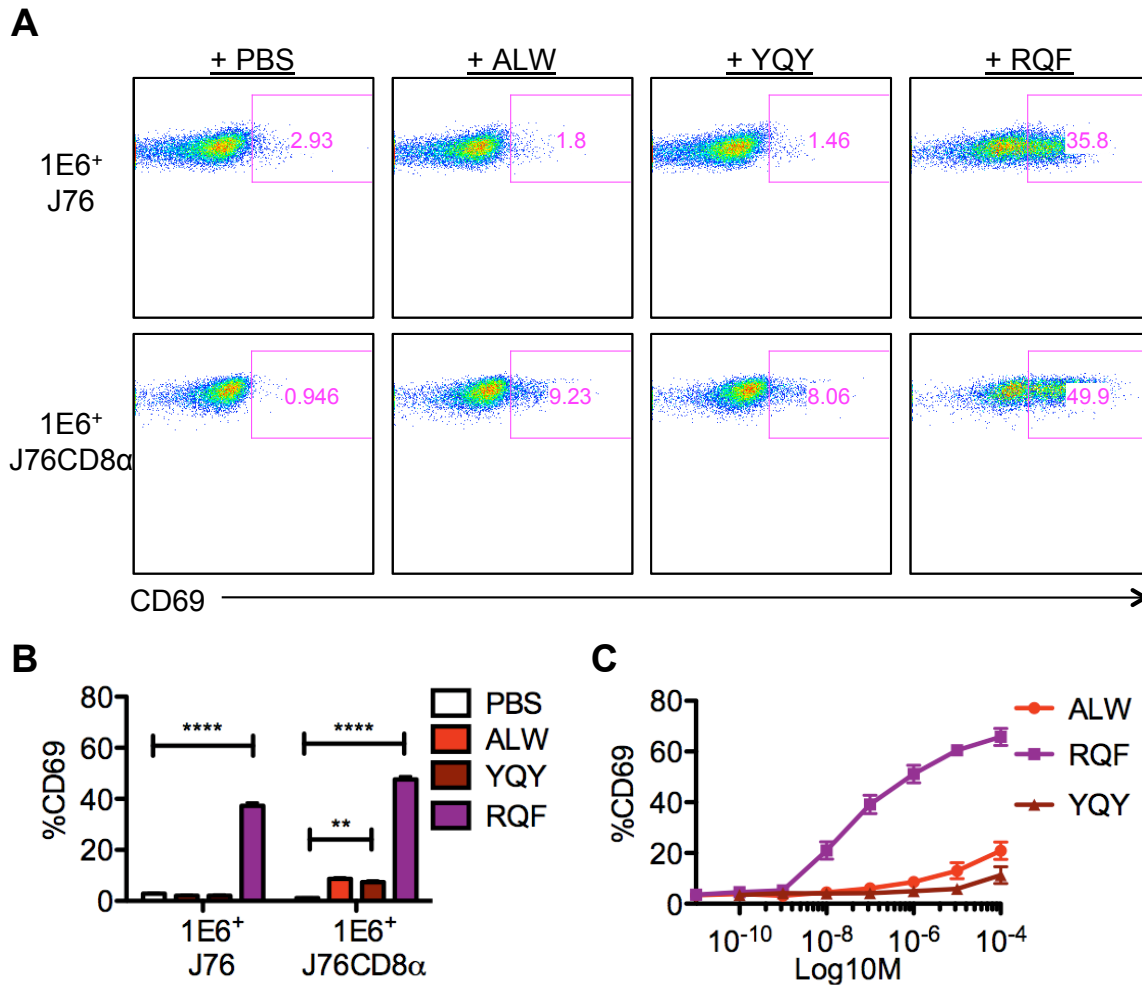 A
+ PBS
+ ALW
+ YQY
+ RQF
1E6⁺
J76
2.93
1.8
1.46
35.8
1E6⁺
J76CD8α
0.946
9.23
8.06
49.9
CD69
B
%CD69
80
60
40
20
0
****
****
**
PBS
ALW
YQY
RQF
1E6⁺
J76
1E6⁺
J76CD8α
C
%CD69
80
60
40
20
0
10⁻¹⁰
10⁻⁸
10⁻⁶
10⁻⁴
Log10M
ALW
RQF
YQY